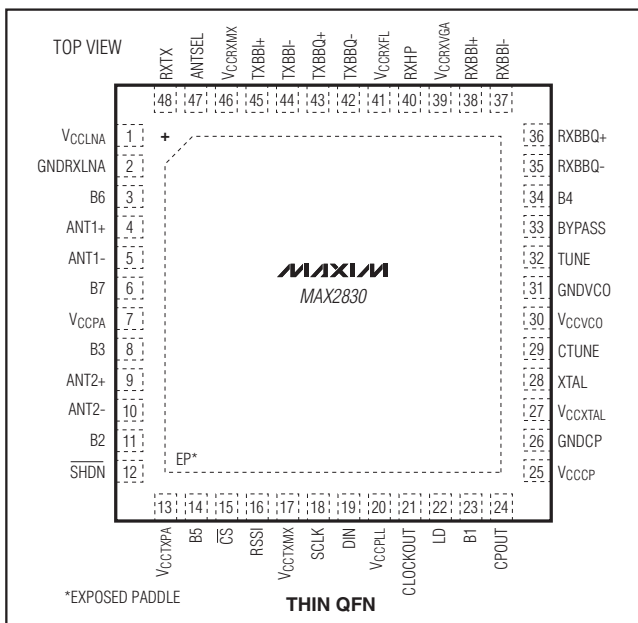 TOP VIEW
RXTX
ANTSEL
VCCRXMX
TXBBI+
TXBBI-
TXBBQ+
TXBBQ-
VCCRXFL
RXHP
VCCRXVGA
RXBBI+
RXBBI-
48 47 46 45 44 43 42 41 40 39 38 37
VCCLNA 1 + 36 RXBBQ+
GNDRXLNA 2 35 RXBBQ-
B6 3 34 B4
ANT1+ 4 33 BYPASS
ANT1- 5 32 TUNE
B7 6 31 GNDVCO
MAXIM
MAX2830
VCCPA 7 30 VCCVCO
B3 8 29 CTUNE
ANT2+ 9 28 XTAL
ANT2- 10 27 VCCXTAL
B2 11 26 GNDCP
EP*
SHDN 12 25 VCCCP
13 14 15 16 17 18 19 20 21 22 23 24
VCCTXPA
B5
CS
RSSI
VCCTXMX
SCLK
DIN
VCCPLL
CLOCKOUT
LD
B1
CPOUT
*EXPOSED PADDLE
THIN QFN